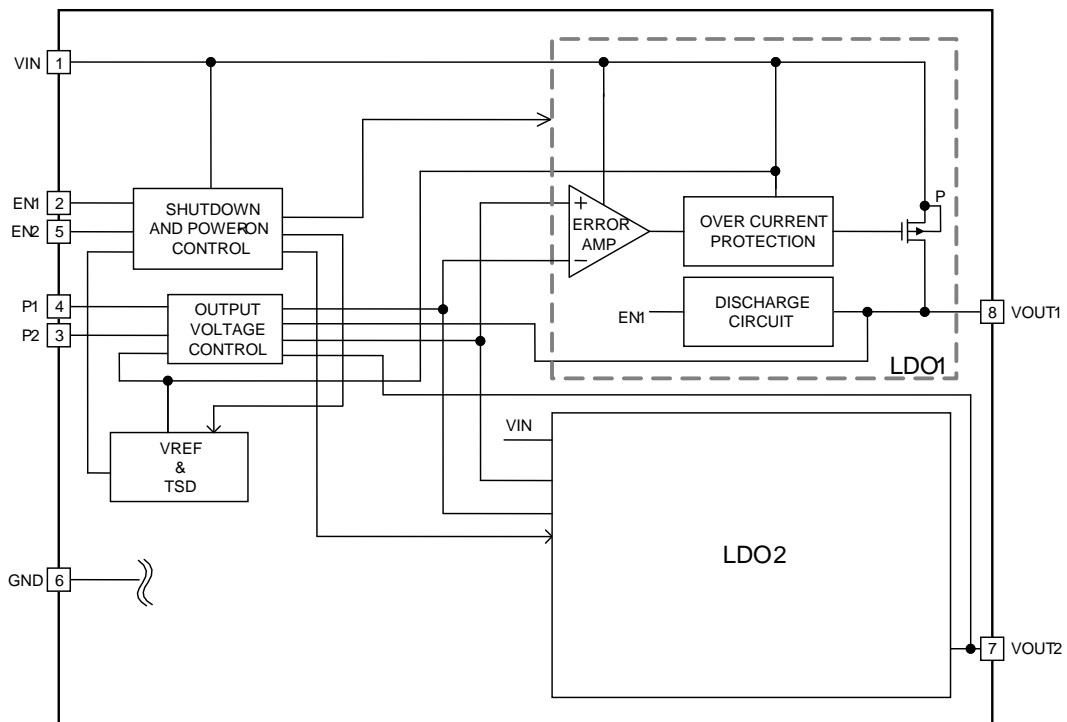 VIN 1
EN1 2
EN2 5
SHUTDOWN
AND POWER-ON
CONTROL
P1 4
P2 3
OUTPUT
VOLTAGE
CONTROL
VREF
&
TSD
GND 6
+
ERROR
AMP
−
OVER CURRENT
PROTECTION
P
EN1
DISCHARGE
CIRCUIT
LDO1
8 VOUT1
VIN
LDO2
7 VOUT2